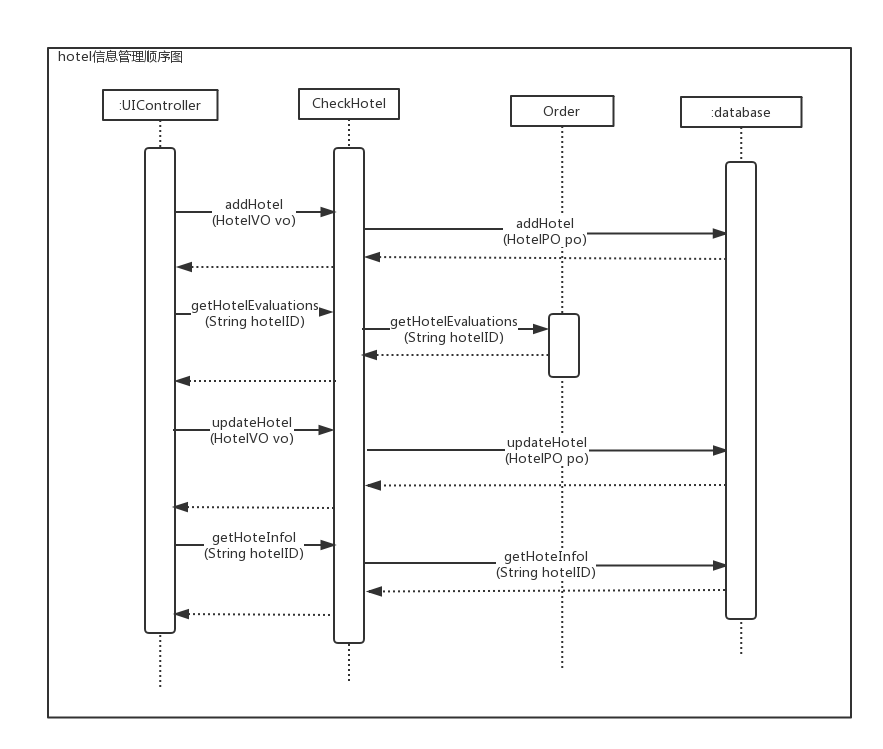 hotel信息管理顺序图
:UIController
CheckHotel
Order
:database
addHotel
(HotelVO vo)
addHotel
(HotelPO po)
getHotelEvaluations
(String hotelID)
getHotelEvaluations
(String hotelID)
updateHotel
(HotelVO vo)
updateHotel
(HotelPO po)
getHoteInfol
(String hotelID)
getHoteInfol
(String hotelID)